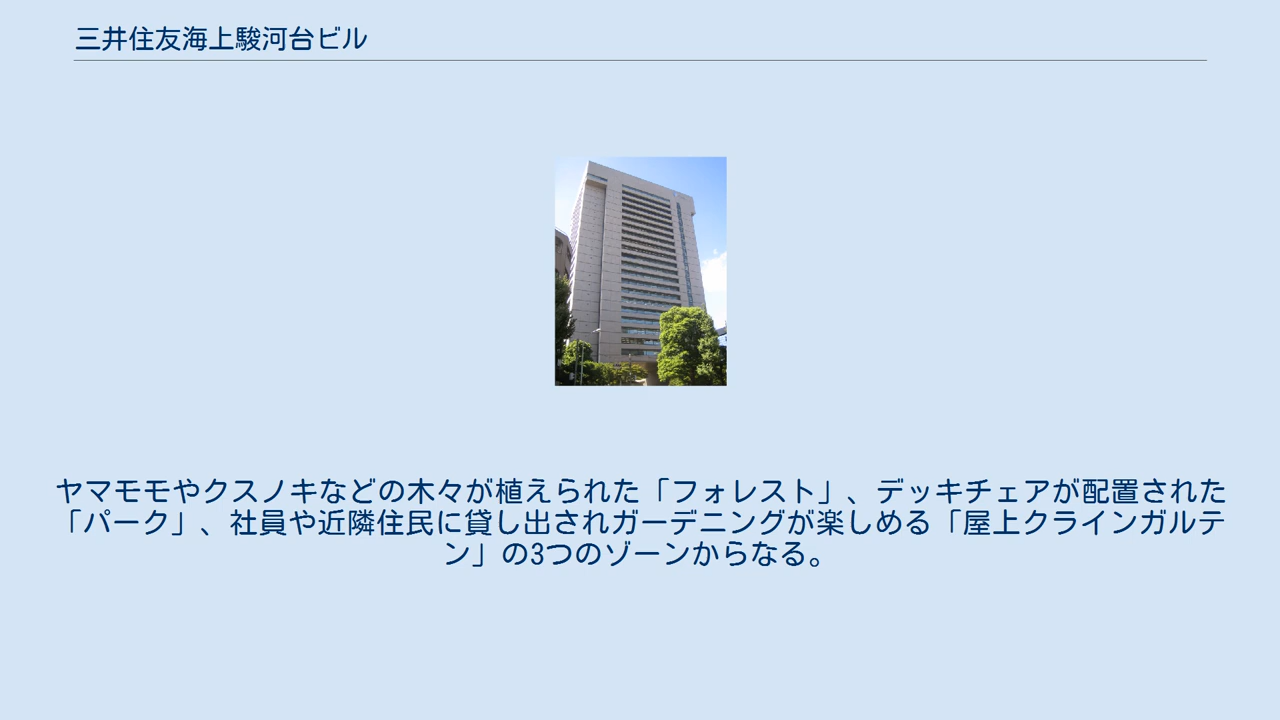 三井住友海上駿河台ビル
ヤマモモやクスノキなどの木々が植えられた「フォレスト」、デッキチェアが配置された
「パーク」、社員や近隣住民に貸し出されガーデニングが楽しめる「屋上クラインガルテ
ン」の3つのゾーンからなる。